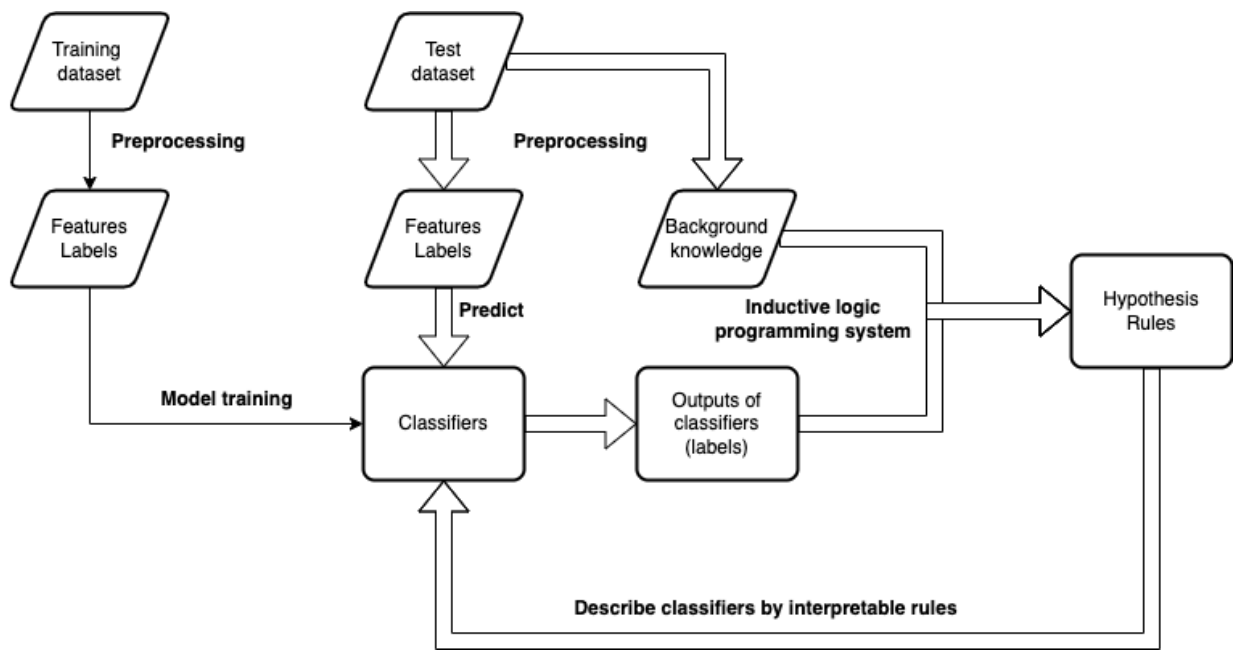 Training
dataset
Test
dataset
Preprocessing
Preprocessing
Features
Labels
Features
Labels
Background
knowledge
Predict
Inductive logic
programming system
Hypothesis
Rules
Model training
Classifiers
Outputs of
classifiers
(labels)
Describe classifiers by interpretable rules